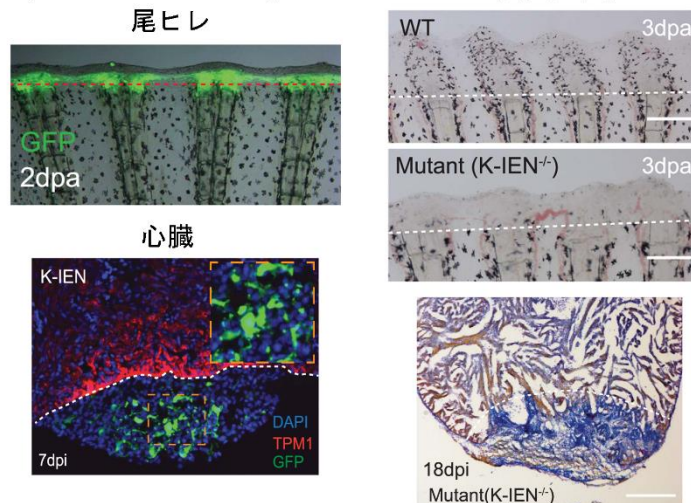 尾ヒレ
GFP
2dpa
心臓
K-IEN
DAPI
TPM1
GFP
7dpi
WT
3dpa
Mutant (K-IEN-/-)
3dpa
18dpi
Mutant(K-IEN-/-)